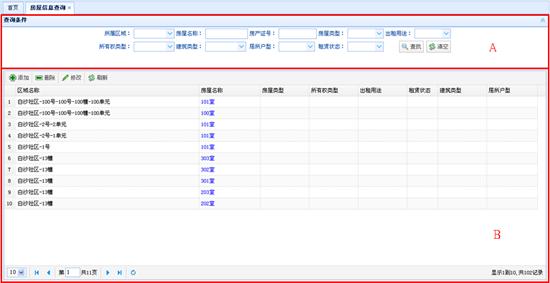 首页 房屋信息查询
查询条件
所属区域： 房屋名称： 房产证号： 房屋类型： 出租用途：
所有权类型： 建筑类型： 居所户型： 租赁状态： 查找 清空
A
添加 删除 修改 刷新
区域名称 房屋名称 房屋类型 所有权类型 出租用途 租赁状态 建筑类型 居所户型
1 白沙社区-100号-100号-100幢-100单元 101室
2 白沙社区-100号-100号-100幢-100单元 100室
3 白沙社区-2号-2单元 101室
4 白沙社区-2号-1单元 101室
5 白沙社区-1号 101室
6 白沙社区-13幢 303室
7 白沙社区-13幢 302室
8 白沙社区-13幢 301室
9 白沙社区-13幢 203室
10 白沙社区-13幢 202室
B
10 第 1 共11页 显示1到10, 共102记录